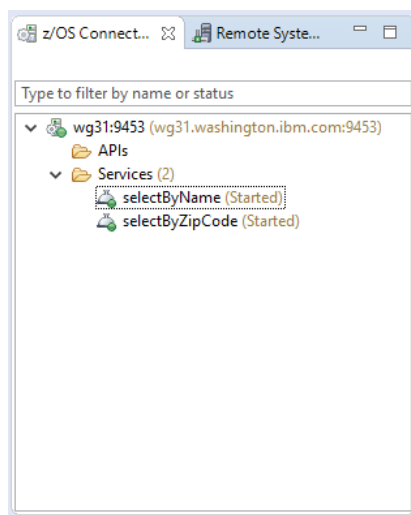 z/OS Connect... Remote Syste...
Type to filter by name or status
wg31:9453 (wg31.washington.ibm.com:9453)
APIs
Services (2)
selectByName (Started)
selectByZipCode (Started)